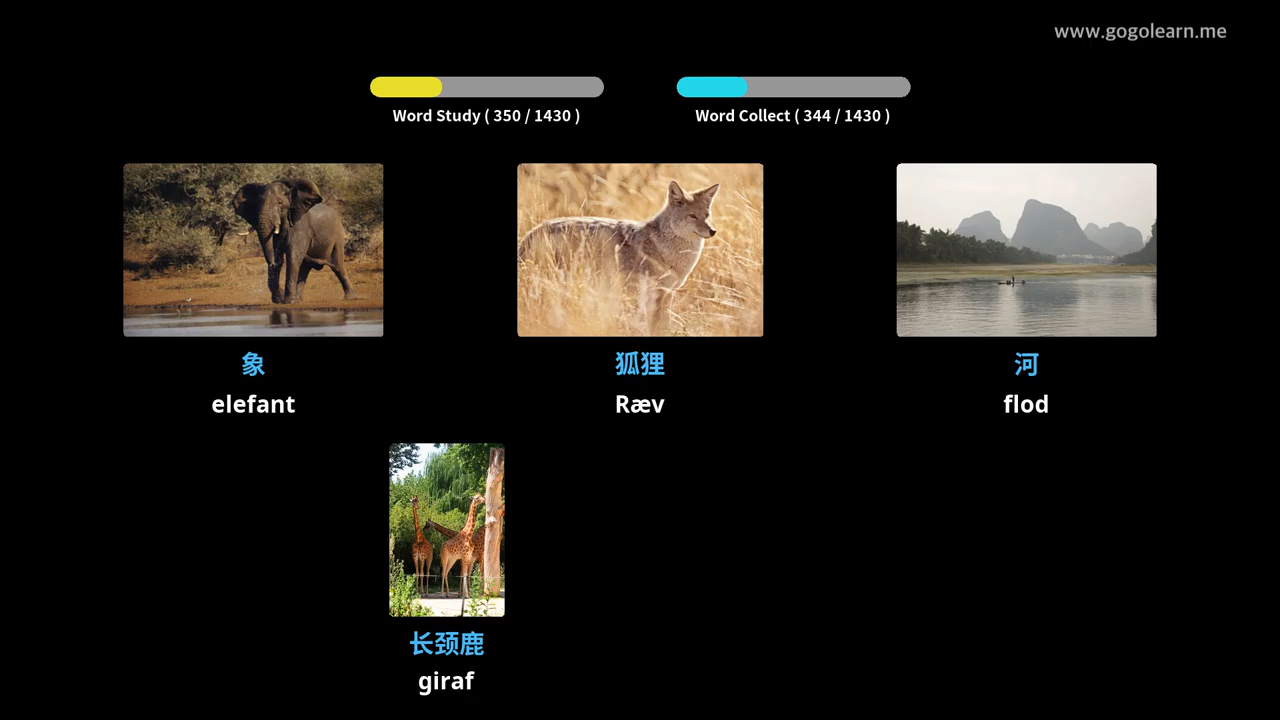 www.gogolearn.me
Word Study ( 350 / 1430 )
Word Collect ( 344 / 1430 )
象
elefant
狐狸
Ræv
河
flod
长颈鹿
giraf